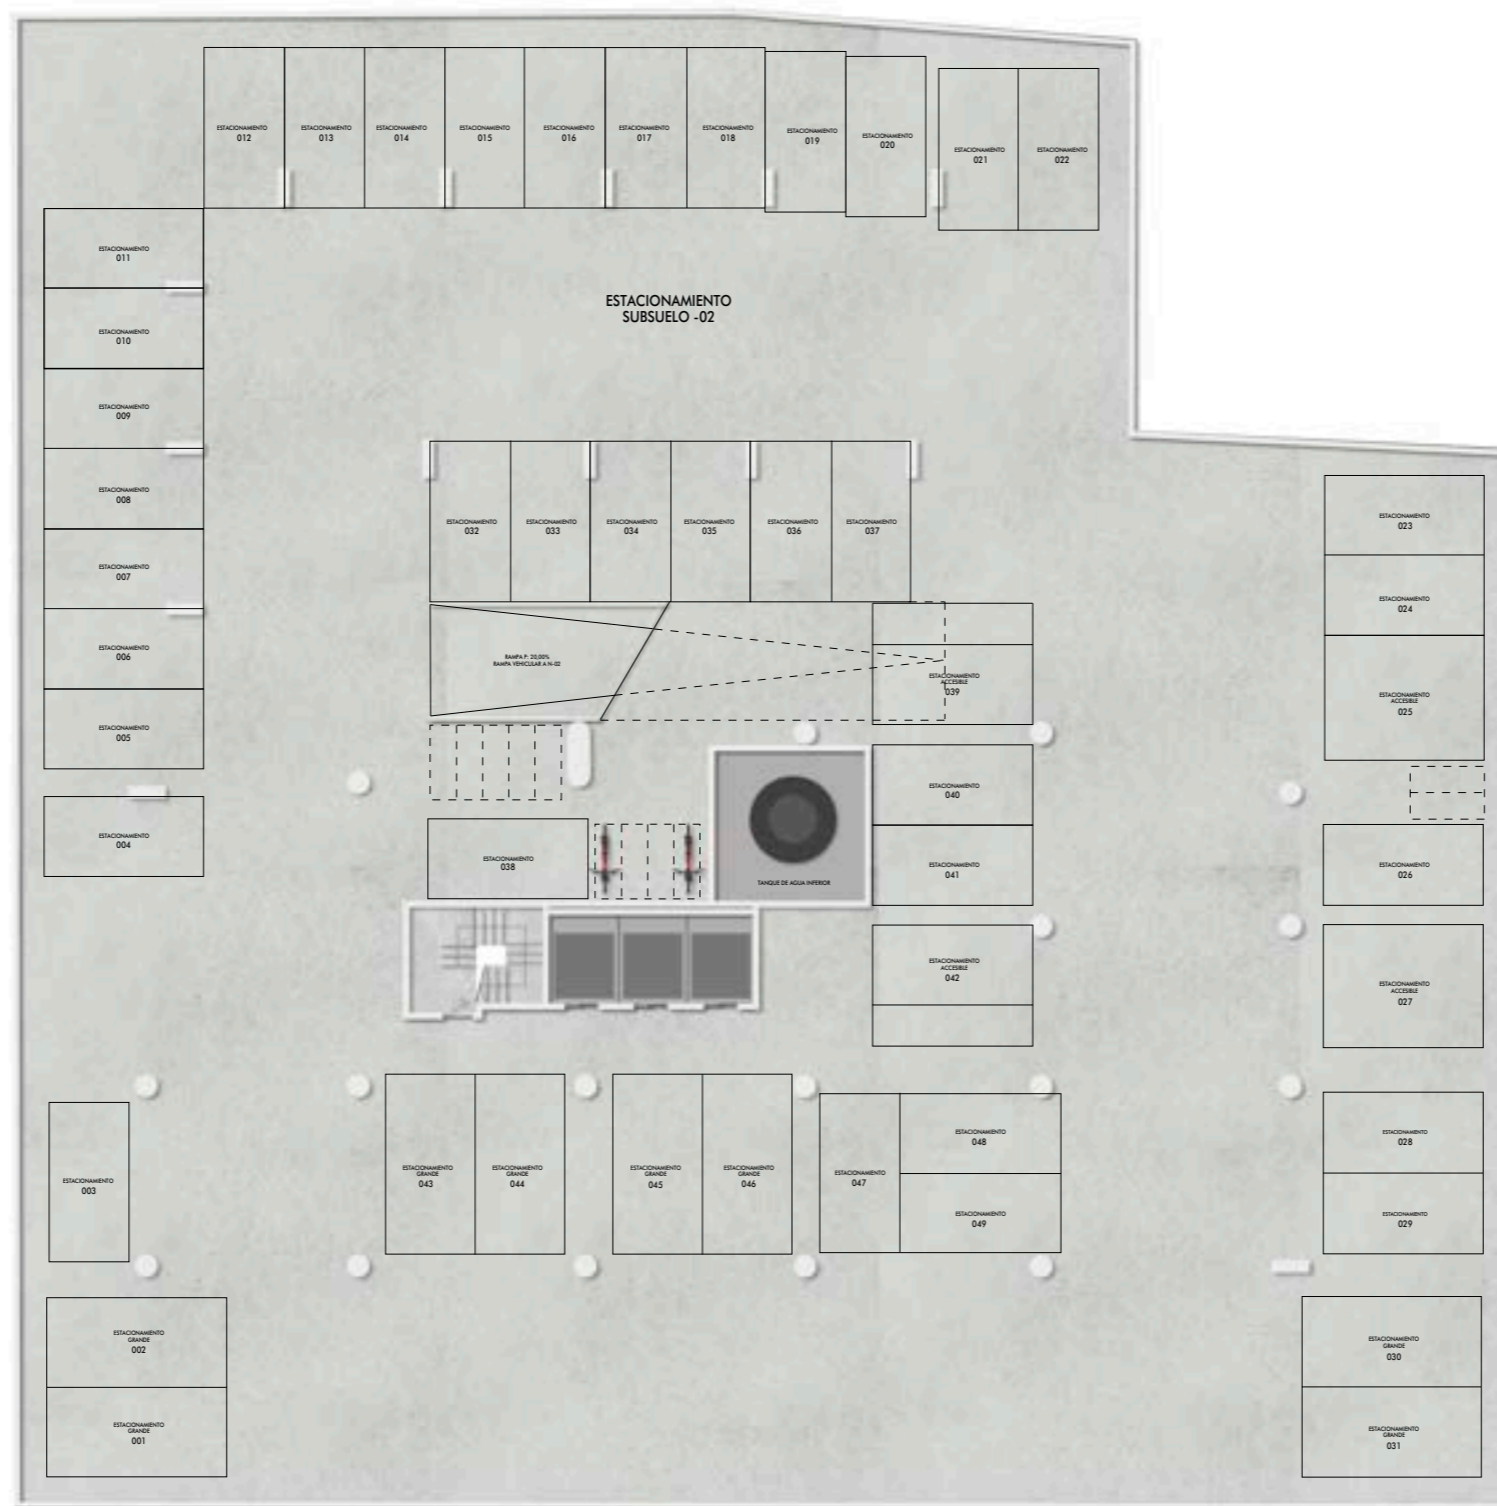 ESTACIONAMIENTO
012
ESTACIONAMIENTO
013
ESTACIONAMIENTO
014
ESTACIONAMIENTO
015
ESTACIONAMIENTO
016
ESTACIONAMIENTO
017
ESTACIONAMIENTO
018
ESTACIONAMIENTO
019
ESTACIONAMIENTO
020
ESTACIONAMIENTO
021
ESTACIONAMIENTO
022
ESTACIONAMIENTO
011
ESTACIONAMIENTO
010
ESTACIONAMIENTO
009
ESTACIONAMIENTO
008
ESTACIONAMIENTO
007
ESTACIONAMIENTO
006
ESTACIONAMIENTO
005
ESTACIONAMIENTO
004
ESTACIONAMIENTO
SUBSUELO -02
ESTACIONAMIENTO
032
ESTACIONAMIENTO
033
ESTACIONAMIENTO
034
ESTACIONAMIENTO
035
ESTACIONAMIENTO
036
ESTACIONAMIENTO
037
RAMPA P: 20,00%
RAMPA VEHICULAR A N-02
ESTACIONAMIENTO
ACCESIBLE
039
ESTACIONAMIENTO
040
ESTACIONAMIENTO
041
ESTACIONAMIENTO
ACCESIBLE
042
ESTACIONAMIENTO
038
TANQUE DE AGUA INFERIOR
ESTACIONAMIENTO
023
ESTACIONAMIENTO
024
ESTACIONAMIENTO
ACCESIBLE
025
ESTACIONAMIENTO
026
ESTACIONAMIENTO
ACCESIBLE
027
ESTACIONAMIENTO
028
ESTACIONAMIENTO
029
ESTACIONAMIENTO
003
ESTACIONAMIENTO
GRANDE
043
ESTACIONAMIENTO
GRANDE
044
ESTACIONAMIENTO
GRANDE
045
ESTACIONAMIENTO
GRANDE
046
ESTACIONAMIENTO
047
ESTACIONAMIENTO
048
ESTACIONAMIENTO
049
ESTACIONAMIENTO
GRANDE
002
ESTACIONAMIENTO
GRANDE
001
ESTACIONAMIENTO
GRANDE
030
ESTACIONAMIENTO
GRANDE
031